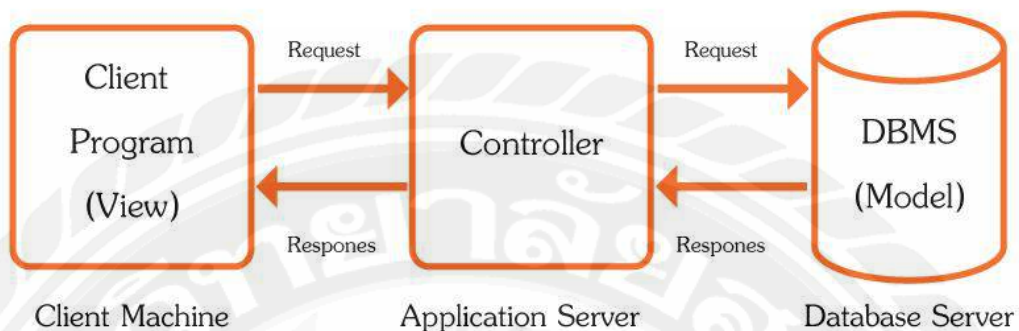 Client
Program
(View)
Request
Respones
Controller
Request
Respones
DBMS
(Model)
Client Machine
Application Server
Database Server